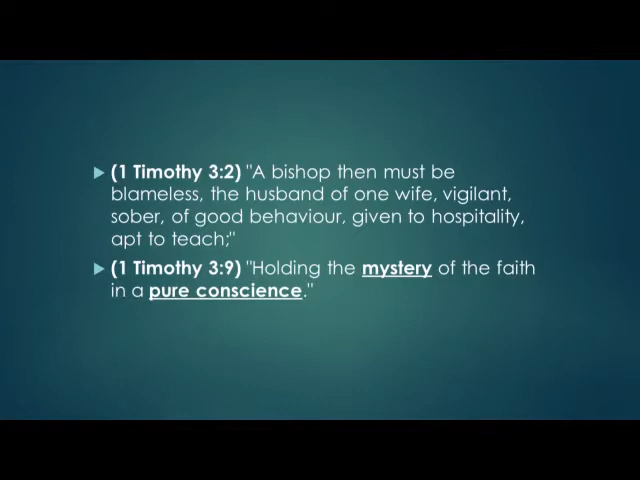 (1 Timothy 3:2) "A bishop then must be
blameless, the husband of one wife, vigilant,
sober, of good behaviour, given to hospitality,
apt to teach;"
(1 Timothy 3:9) "Holding the mystery of the faith
in a pure conscience."